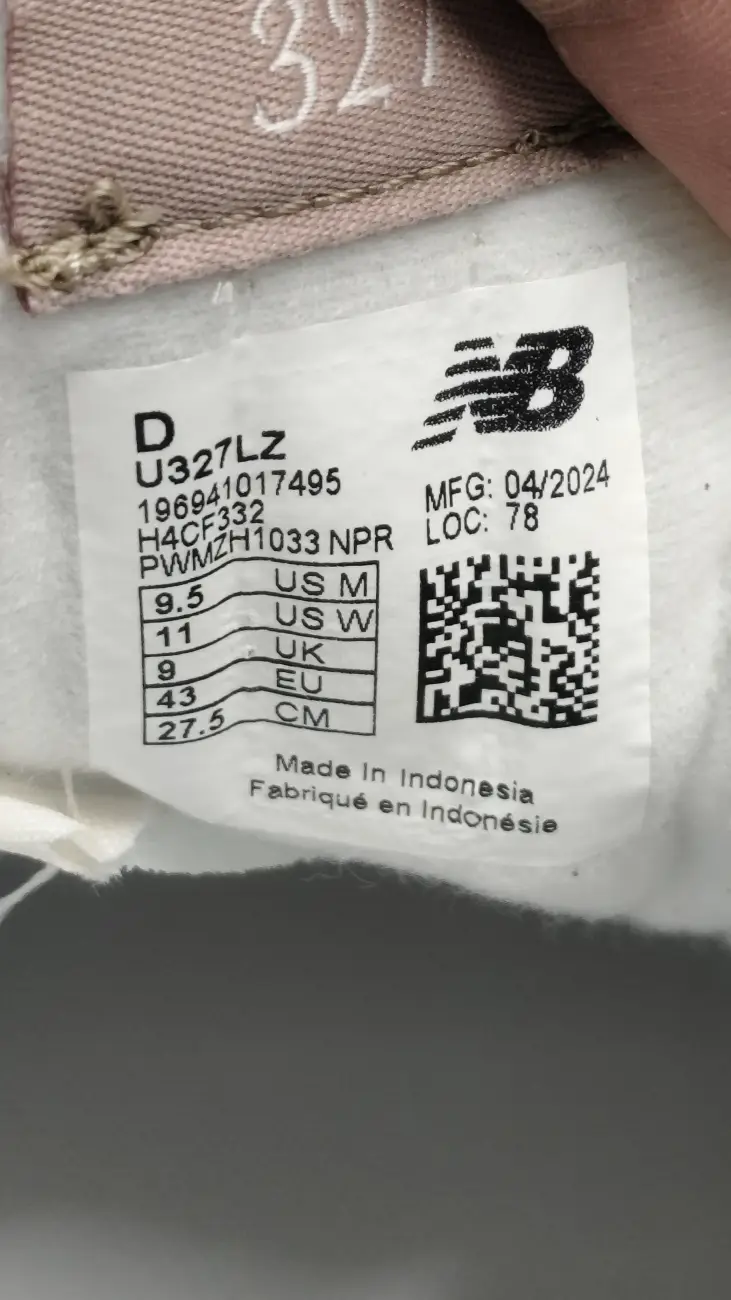 327
D
U327LZ
196941017495
H4CF332
PWMZH1033 NPR
9.5 US M
11 US W
9 UK
43 EU
27.5 CM
NB
MFG: 04/2024
LOC: 78
Made In Indonesia
Fabriqué en Indonésie